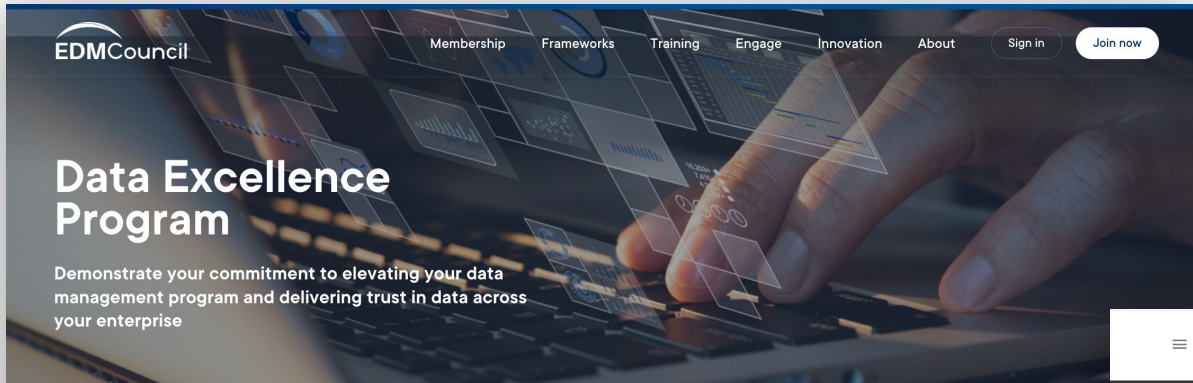 EDMCouncil
Membership
Frameworks
Training
Engage
Innovation
About
Sign in
Join now
Data Excellence
Program
Demonstrate your commitment to elevating your data
management program and delivering trust in data across
your enterprise